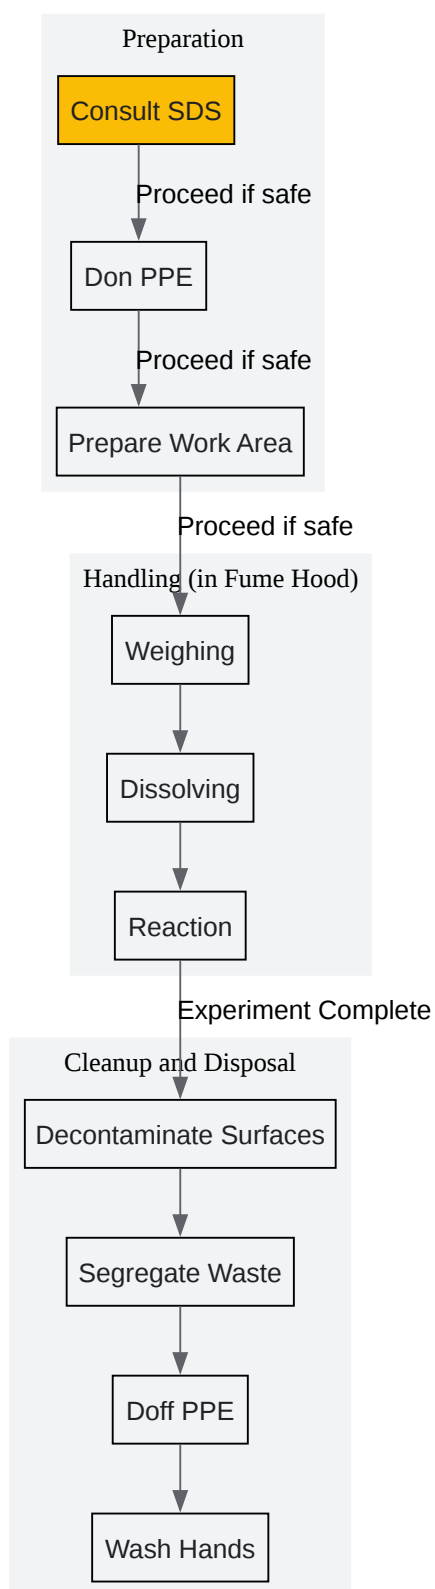 Preparation
Consult SDS
Proceed if safe
Don PPE
Proceed if safe
Prepare Work Area
Proceed if safe
Handling (in Fume Hood)
Weighing
Dissolving
Reaction
Experiment Complete
Cleanup and Disposal
Decontaminate Surfaces
Segregate Waste
Doff PPE
Wash Hands